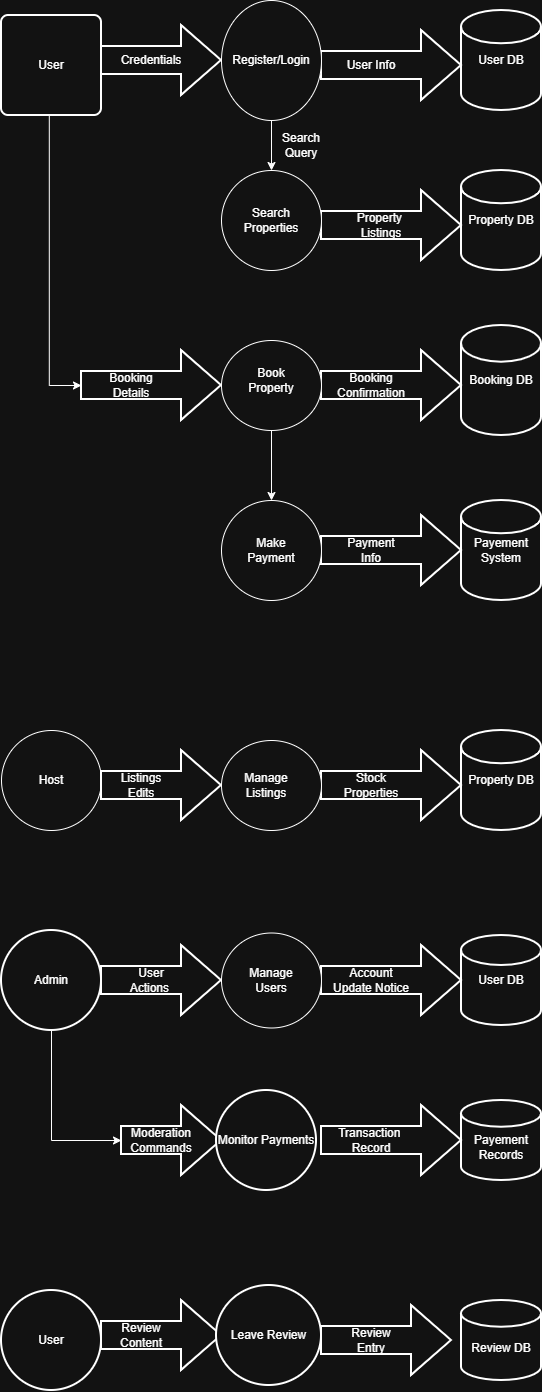 User
Credentials
Register/Login
User Info
User DB
Search
Query
Search
Properties
Property
Listings
Property DB
Booking
Details
Book
Property
Booking
Confirmation
Booking DB
Make
Payment
Payment
Info
Payement
System
Host
Listings
Edits
Manage
Listings
Stock
Properties
Property DB
Admin
User
Actions
Manage
Users
Account
Update Notice
User DB
Moderation
Commands
Monitor Payments
Transaction
Record
Payement
Records
User
Review
Content
Leave Review
Review
Entry
Review DB